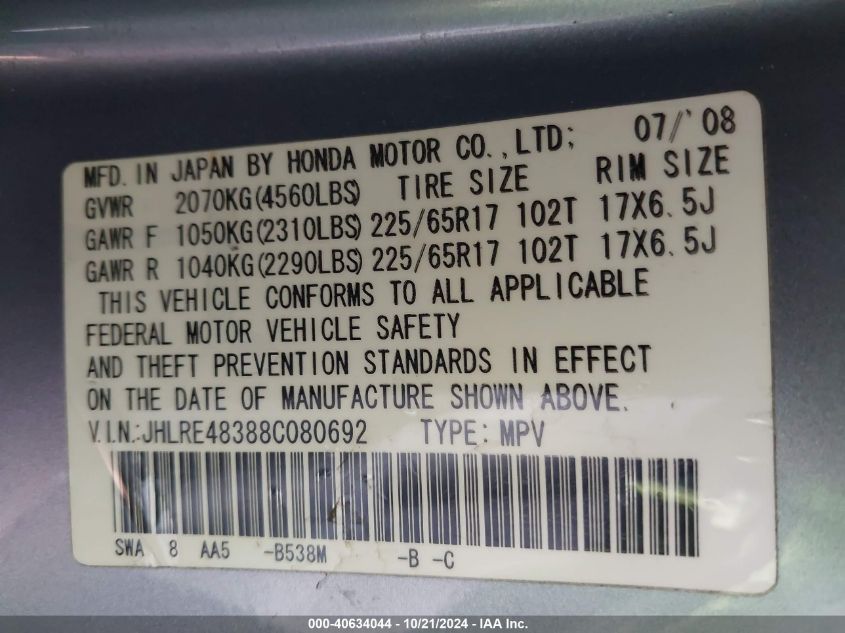 MFD. IN JAPAN BY HONDA MOTOR CO., LTD; 07/'08
GVWR 2070KG(4560LBS) TIRE SIZE RIM SIZE
GAWR F 1050KG(2310LBS) 225/65R17 102T 17X6.5J
GAWR R 1040KG(2290LBS) 225/65R17 102T 17X6.5J
THIS VEHICLE CONFORMS TO ALL APPLICABLE
FEDERAL MOTOR VEHICLE SAFETY
AND THEFT PREVENTION STANDARDS IN EFFECT
ON THE DATE OF MANUFACTURE SHOWN ABOVE.
V.I.N.:JHLRE48388C080692 TYPE: MPV
SWA 8 AA5 -B538M -B -C
000-40634044 - 10/21/2024 - IAA Inc.